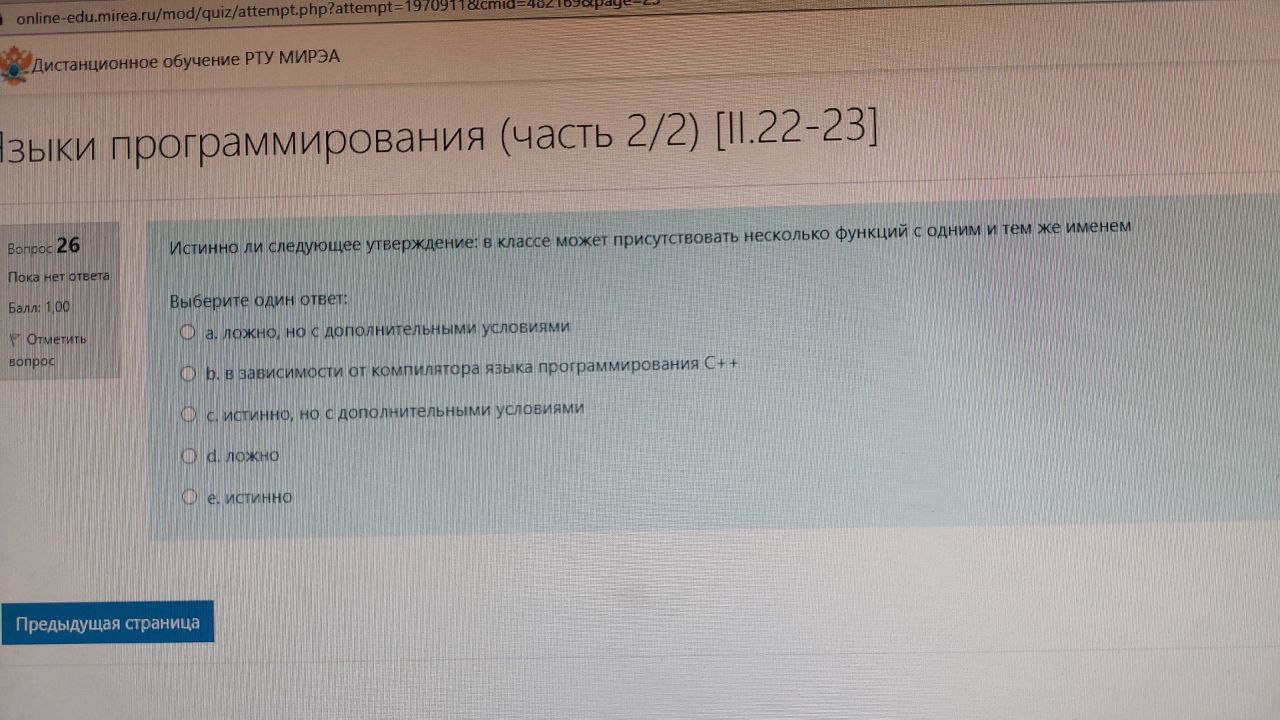 online-edu.mirea.ru/mod/quiz/attempt.php?attempt=1970911&cmid=482169&page=25
Дистанционное обучение РТУ МИРЭА
Языки программирования (часть 2/2) [II.22-23]
Вопрос 26
Пока нет ответа
Балл: 1,00
Отметить
вопрос
Истинно ли следующее утверждение: в классе может присутствовать несколько функций с одним и тем же именем
Выберите один ответ:
a. ложно, но с дополнительными условиями
b. в зависимости от компилятора языка программирования C++
c. истинно, но с дополнительными условиями
d. ложно
e. истинно
Предыдущая страница